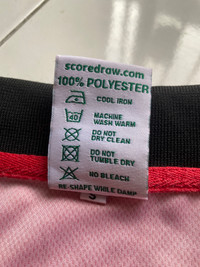 scoredraw.com
100% POLYESTER
COOL IRON
40
MACHINE
WASH WARM
DO NOT
DRY CLEAN
DO NOT
TUMBLE DRY
NO BLEACH
RE-SHAPE WHILE DAMP
S